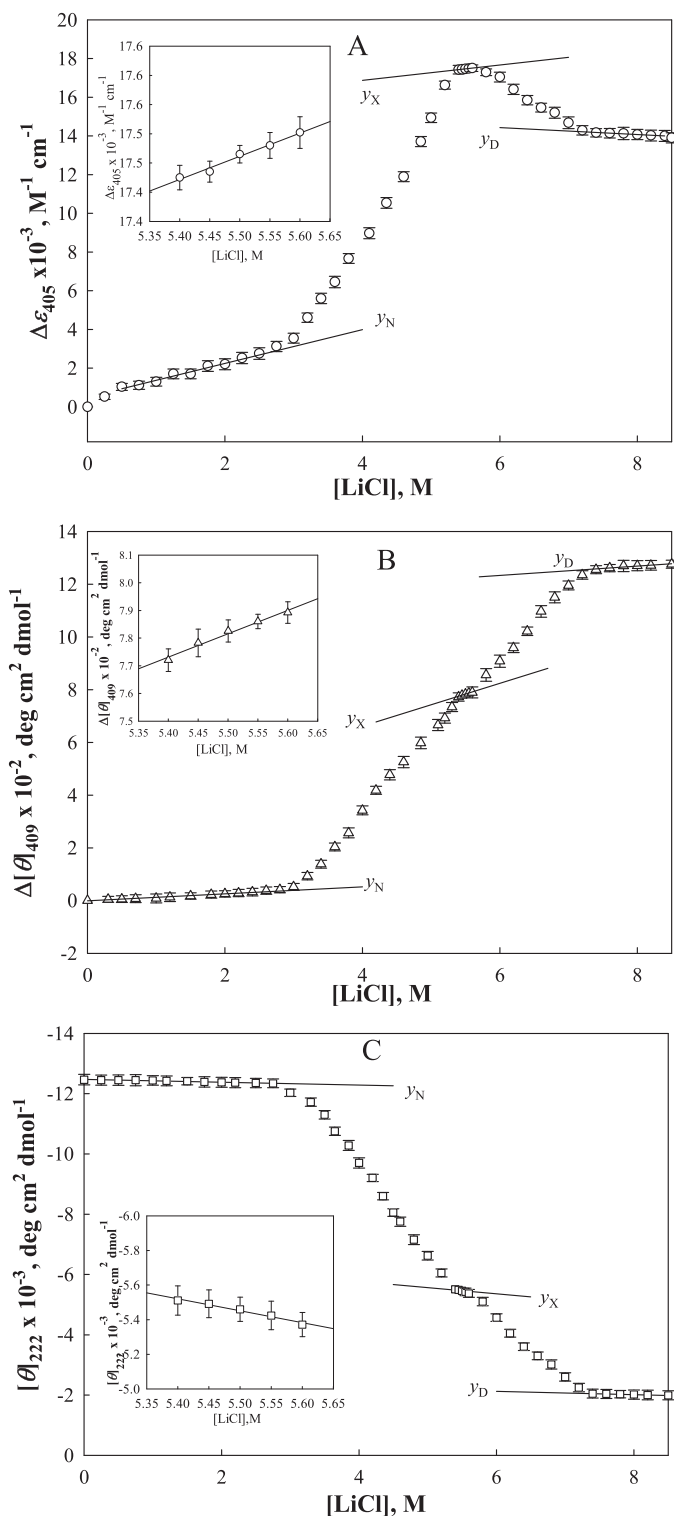 A
Δε405 x10-3, M-1 cm-1
20
18
16
14
12
10
8
6
4
2
0
0 2 4 6 8
[LiCl], M
yX
yD
yN
Δε405 x 10-3, M-1 cm-1
17.6
17.6
17.5
17.4
17.4
5.35 5.40 5.45 5.50 5.55 5.60 5.65
[LiCl], M
B
Δ[θ]409 x 10-2, deg cm2 dmol-1
14
12
10
8
6
4
2
0
-2
0 2 4 6 8
[LiCl], M
yD
yX
yN
Δ[θ]409 x 10-2, deg cm2 dmol-1
8.1
8.0
7.9
7.8
7.7
7.6
7.5
5.35 5.40 5.45 5.50 5.55 5.60 5.65
[LiCl], M
C
[θ]222 x 10-3, deg cm2 dmol-1
-14
-12
-10
-8
-6
-4
-2
0
0 2 4 6 8
[LiCl], M
yN
yX
yD
[θ]222 x 10-3, deg cm2 dmol-1
-6.0
-5.8
-5.6
-5.4
-5.2
-5.0
5.35 5.40 5.45 5.50 5.55 5.60 5.65
[LiCl],M